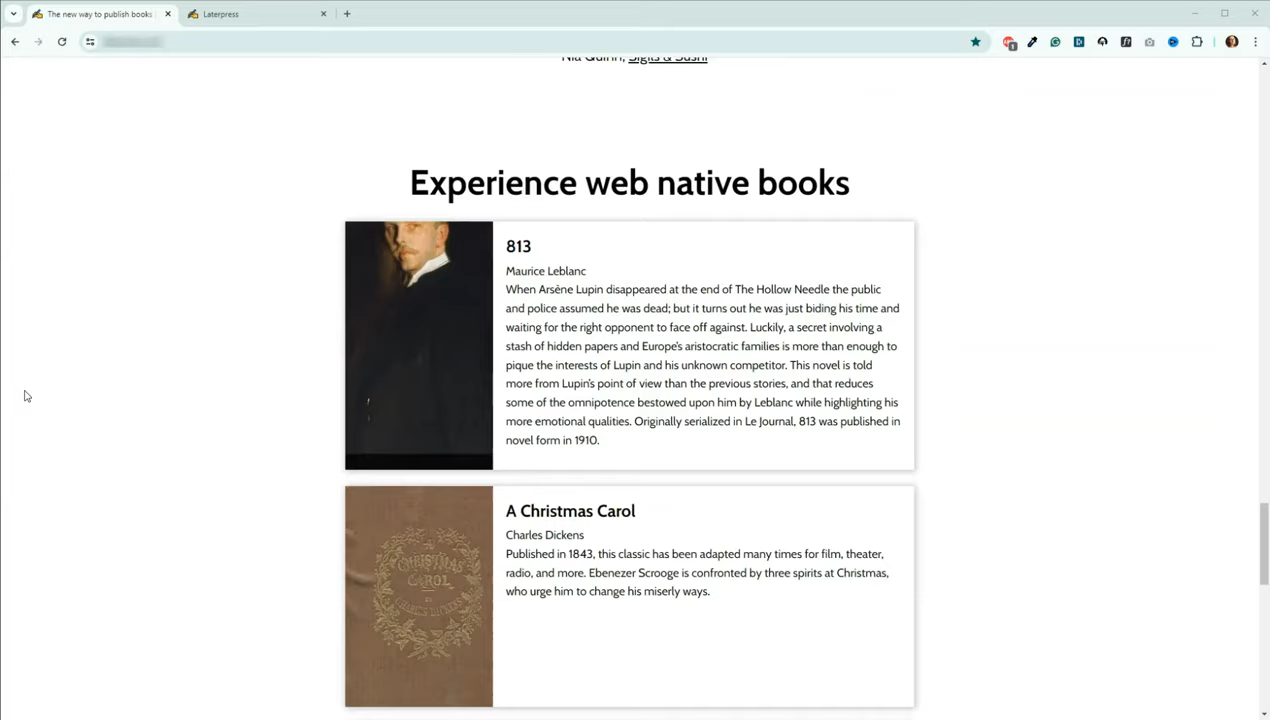 The new way to publish books
Laterpress
Nia Quinn, Sigils & Sushi
Experience web native books
813
Maurice Leblanc
When Arsène Lupin disappeared at the end of The Hollow Needle the public
and police assumed he was dead; but it turns out he was just biding his time and
waiting for the right opponent to face off against. Luckily, a secret involving a
stash of hidden papers and Europe's aristocratic families is more than enough to
pique the interests of Lupin and his unknown competitor. This novel is told
more from Lupin's point of view than the previous stories, and that reduces
some of the omnipotence bestowed upon him by Leblanc while highlighting his
more emotional qualities. Originally serialized in Le Journal, 813 was published in
novel form in 1910.
CHRISTMAS
CAROL
A Christmas Carol
Charles Dickens
Published in 1843, this classic has been adapted many times for film, theater,
radio, and more. Ebenezer Scrooge is confronted by three spirits at Christmas,
who urge him to change his miserly ways.